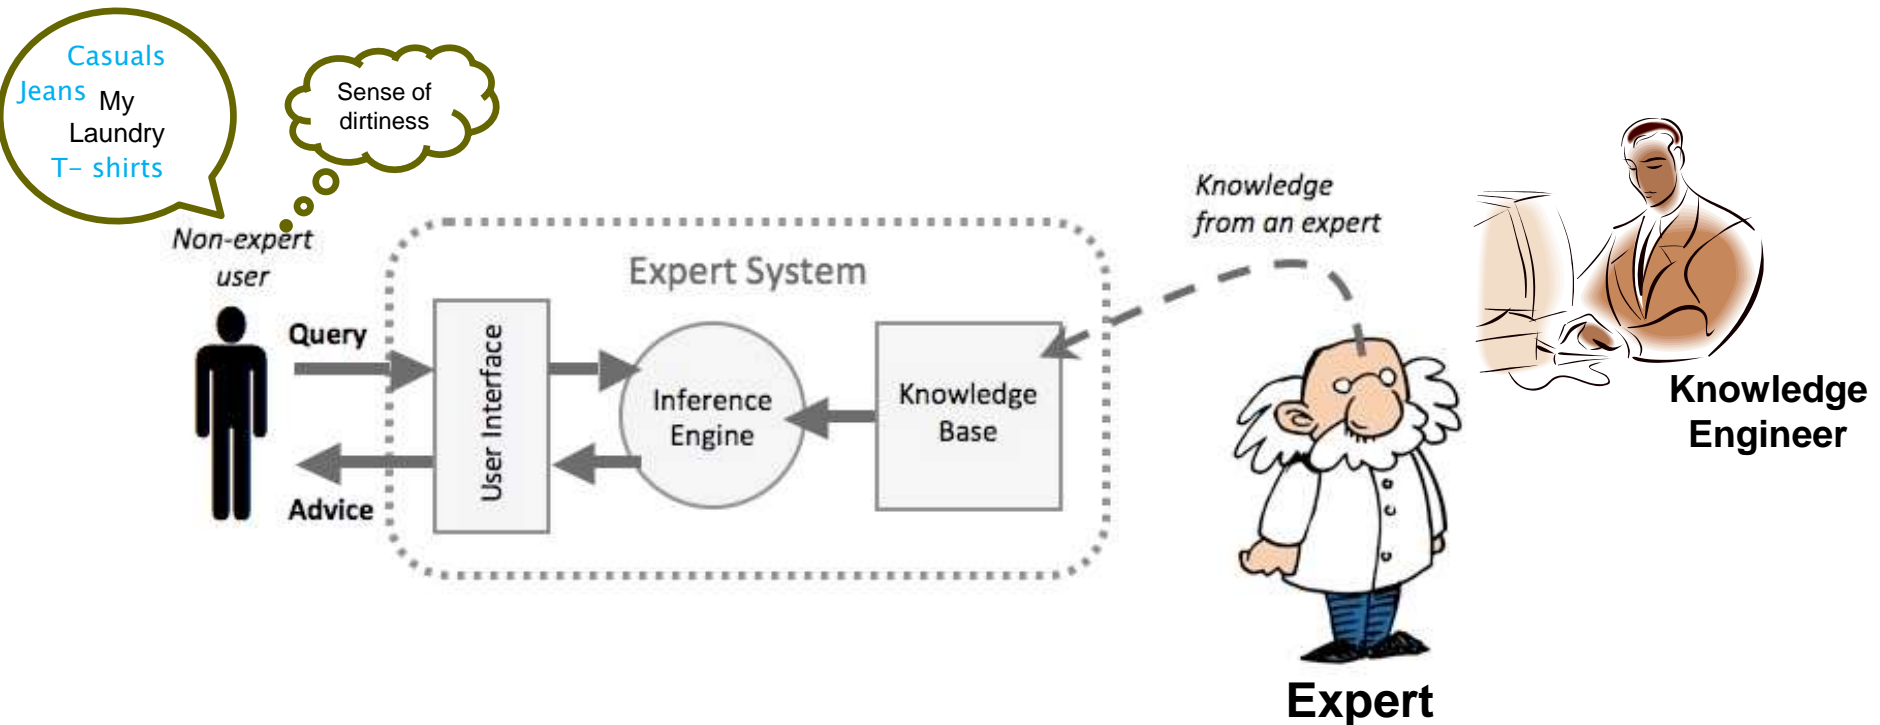 Casuals
Jeans My
Laundry
T- shirts
Sense of
dirtiness
Non-expert
user
Query
Advice
Expert System
User Interface
Inference
Engine
Knowledge
Base
Knowledge
from an expert
Expert
Knowledge
Engineer